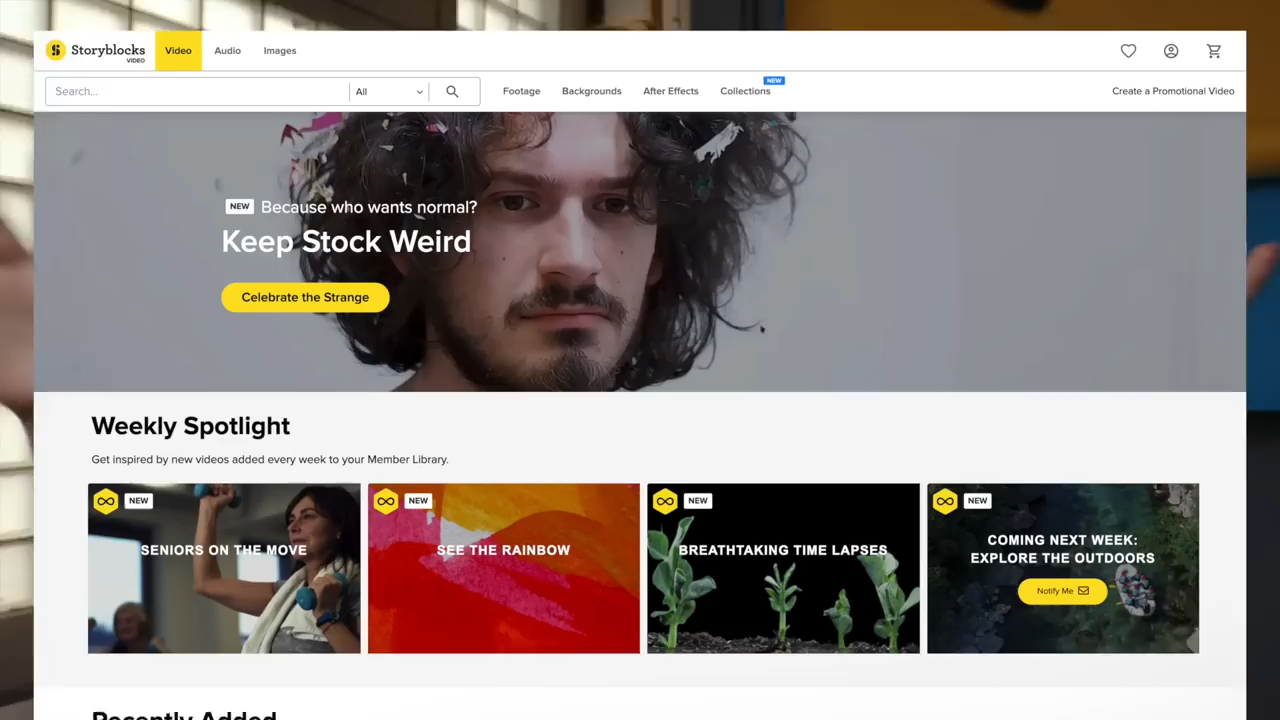 Storyblocks
VIDEO
Video
Audio
Images
Search...
All
Footage
Backgrounds
After Effects
Collections
NEW
Create a Promotional Video
NEW
Because who wants normal?
Keep Stock Weird
Celebrate the Strange
Weekly Spotlight
Get inspired by new videos added every week to your Member Library.
NEW
SENIORS ON THE MOVE
NEW
SEE THE RAINBOW
NEW
BREATHTAKING TIME LAPSES
NEW
COMING NEXT WEEK:
EXPLORE THE OUTDOORS
Notify Me
Recently Added